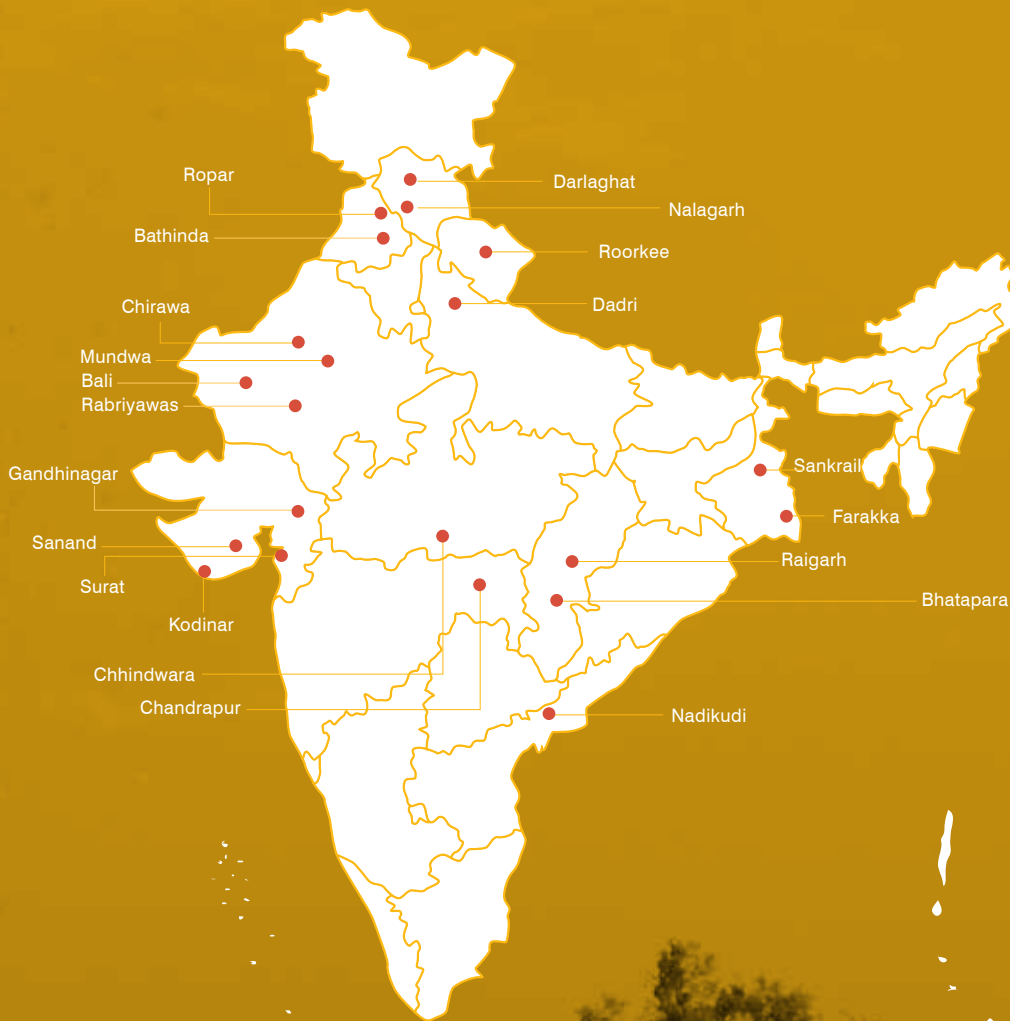 Ropar
Darlaghat
Nalagarh
Bathinda
Roorkee
Chirawa
Dadri
Mundwa
Bali
Rabriyawas
Gandhinagar
Sankrail
Farakka
Sanand
Raigarh
Surat
Bhatapara
Kodinar
Chhindwara
Chandrapur
Nadikudi